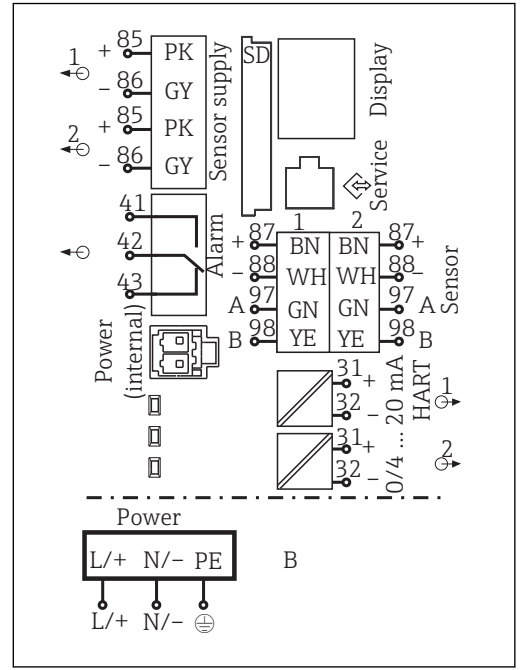 1 + 85 PK
- 86 GY
2 + 85 PK
- 86 GY
Sensor supply
SD
Display
Service
41
42
43
Alarm
1 2
+ 87 BN BN 87 +
- 88 WH WH 88 -
A 97 GN GN 97 A
B 98 YE YE 98 B
Sensor
Power
(internal)
31 +
32 -
31 +
32 -
0/4 ... 20 mA
HART
1
2
Power
L/+ N/- PE
B
L/+ N/-